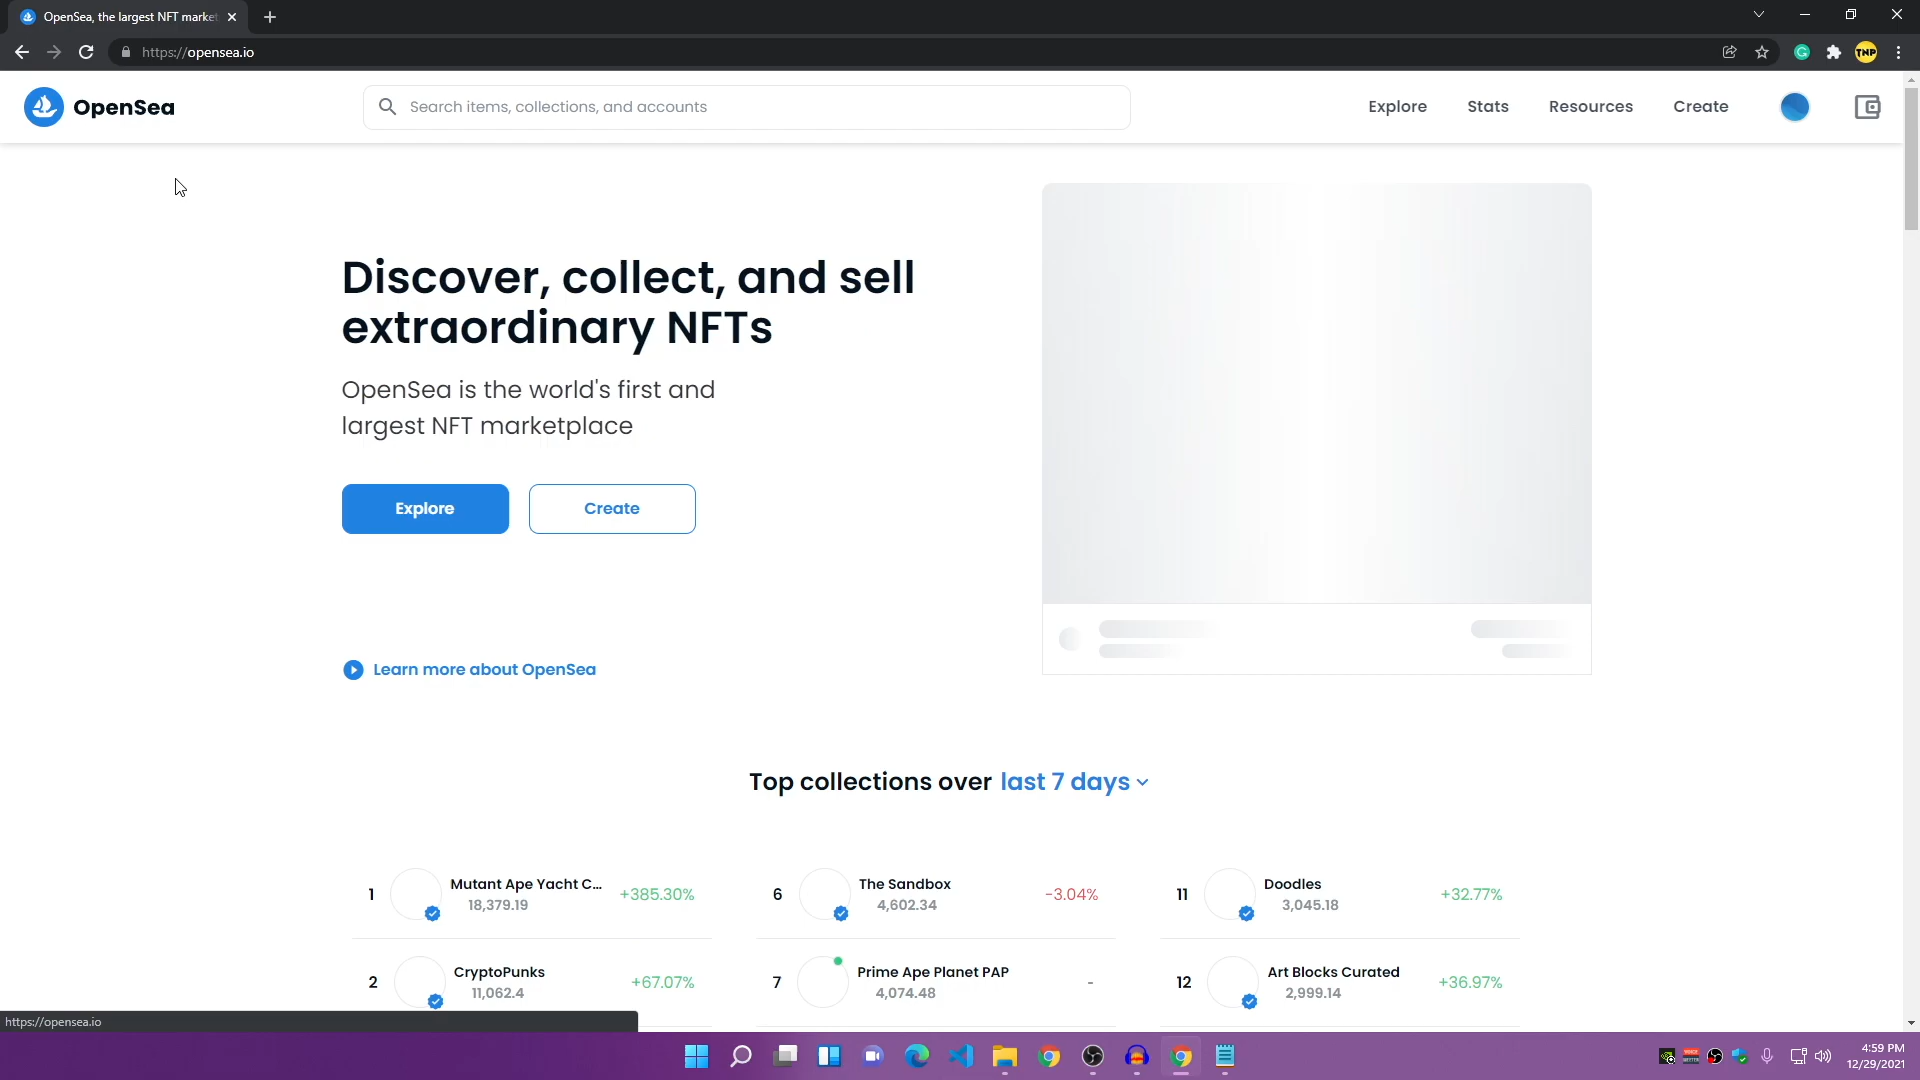 OpenSea, the largest NFT market
https://opensea.io
TNP
OpenSea
Search items, collections, and accounts
Explore
Stats
Resources
Create
Discover, collect, and sell
extraordinary NFTs
OpenSea is the world's first and
largest NFT marketplace
Explore
Create
Learn more about OpenSea
Top collections over last 7 days
1
Mutant Ape Yacht C...
18,379.19
+385.30%
6
The Sandbox
4,602.34
-3.04%
11
Doodles
3,045.18
+32.77%
2
CryptoPunks
11,062.4
+67.07%
7
Prime Ape Planet PAP
4,074.48
-
12
Art Blocks Curated
2,999.14
+36.97%
https://opensea.io
4:59 PM
12/29/2021